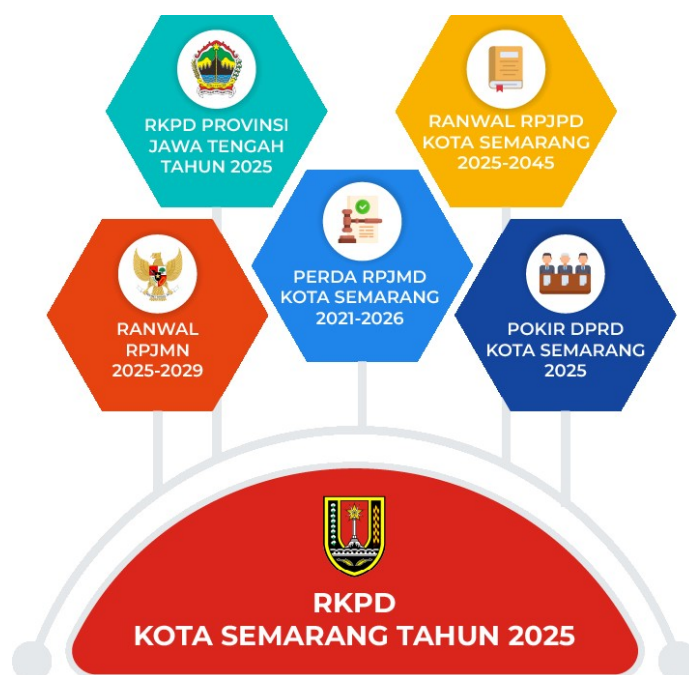 RKPD PROVINSI
JAWA TENGAH
TAHUN 2025
RANWAL RPJPD
KOTA SEMARANG
2025-2045
PERDA RPJMD
KOTA SEMARANG
2021-2026
RANWAL
RPJMN
2025-2029
POKIR DPRD
KOTA SEMARANG
2025
RKPD
KOTA SEMARANG TAHUN 2025